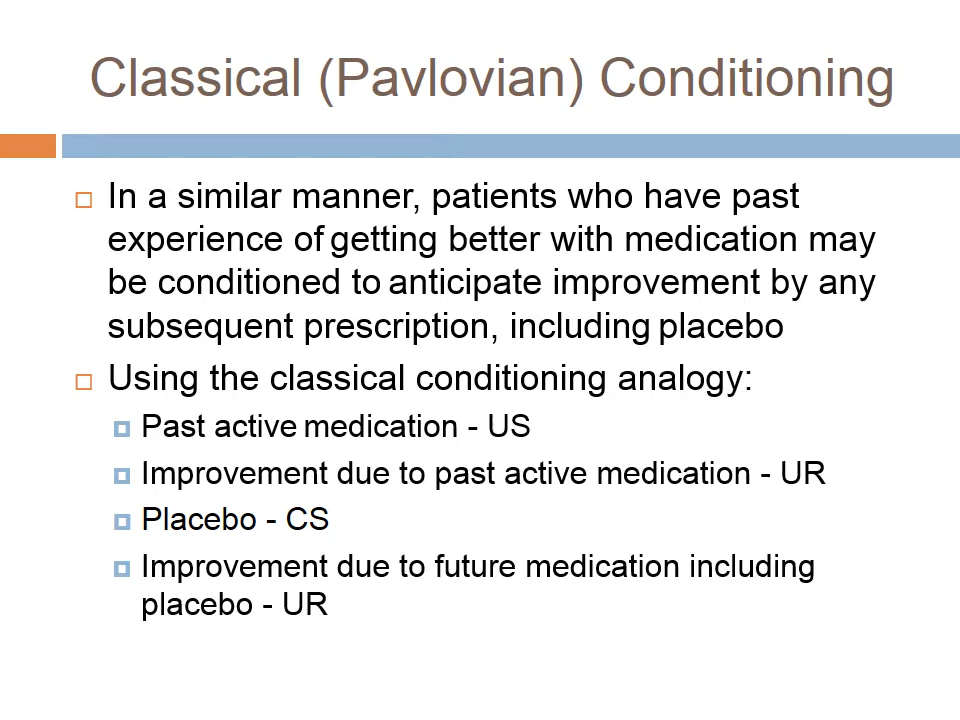 Classical (Pavlovian) Conditioning
In a similar manner, patients who have past
experience of getting better with medication may
be conditioned to anticipate improvement by any
subsequent prescription, including placebo
Using the classical conditioning analogy:
Past active medication - US
Improvement due to past active medication - UR
Placebo - CS
Improvement due to future medication including
placebo - UR